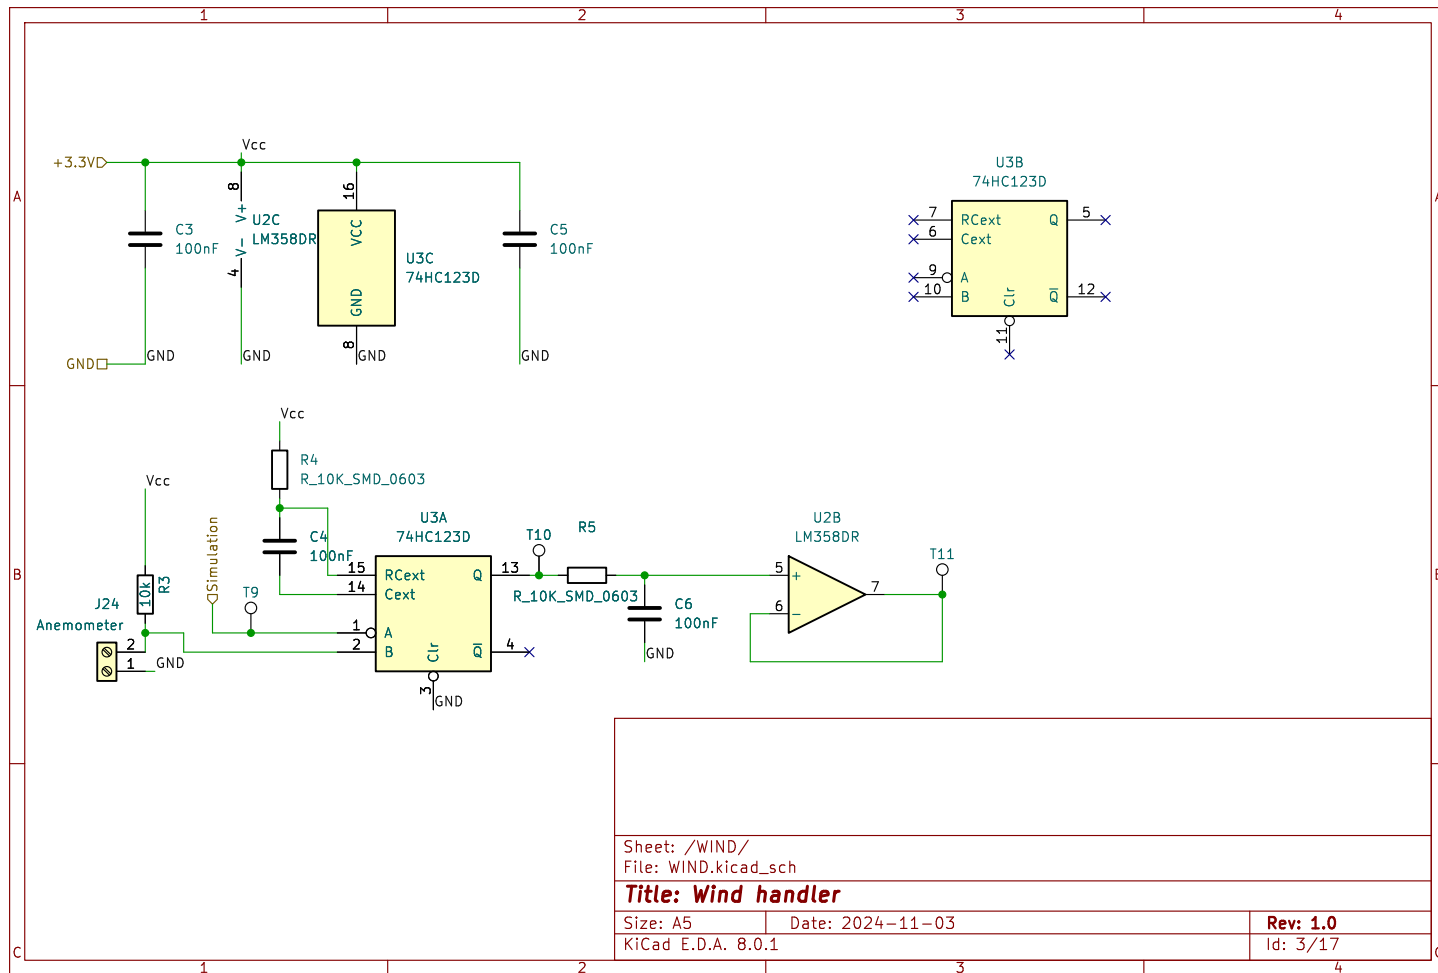 1 2 3 4
A
Vcc
+3.3V
8
V+
U2C
LM358DR
V-
4
C3
100nF
16
VCC
GND
8
U3C
74HC123D
C5
100nF
GND
GND
GND
GND
GND
U3B
74HC123D
7 RCext
6 Cext
9 A
10 B
Clr
11
Q 5
Q 12
Vcc
R4
R_10K_SMD_0603
Vcc
Simulation
C4
100nF
U3A
74HC123D
T10
R5
R_10K_SMD_0603
U2B
LM358DR
T11
B
10k
R3
T9
J24
Anemometer
2
1
GND
15 RCext
14 Cext
1 A
2 B
Clr
3
GND
Q 13
Q 4
C6
100nF
GND
5 +
6 -
7
Sheet: /WIND/
File: WIND.kicad_sch
Title: Wind handler
Size: A5 Date: 2024-11-03 Rev: 1.0
KiCad E.D.A. 8.0.1 Id: 3/17
C
1 2 3 4